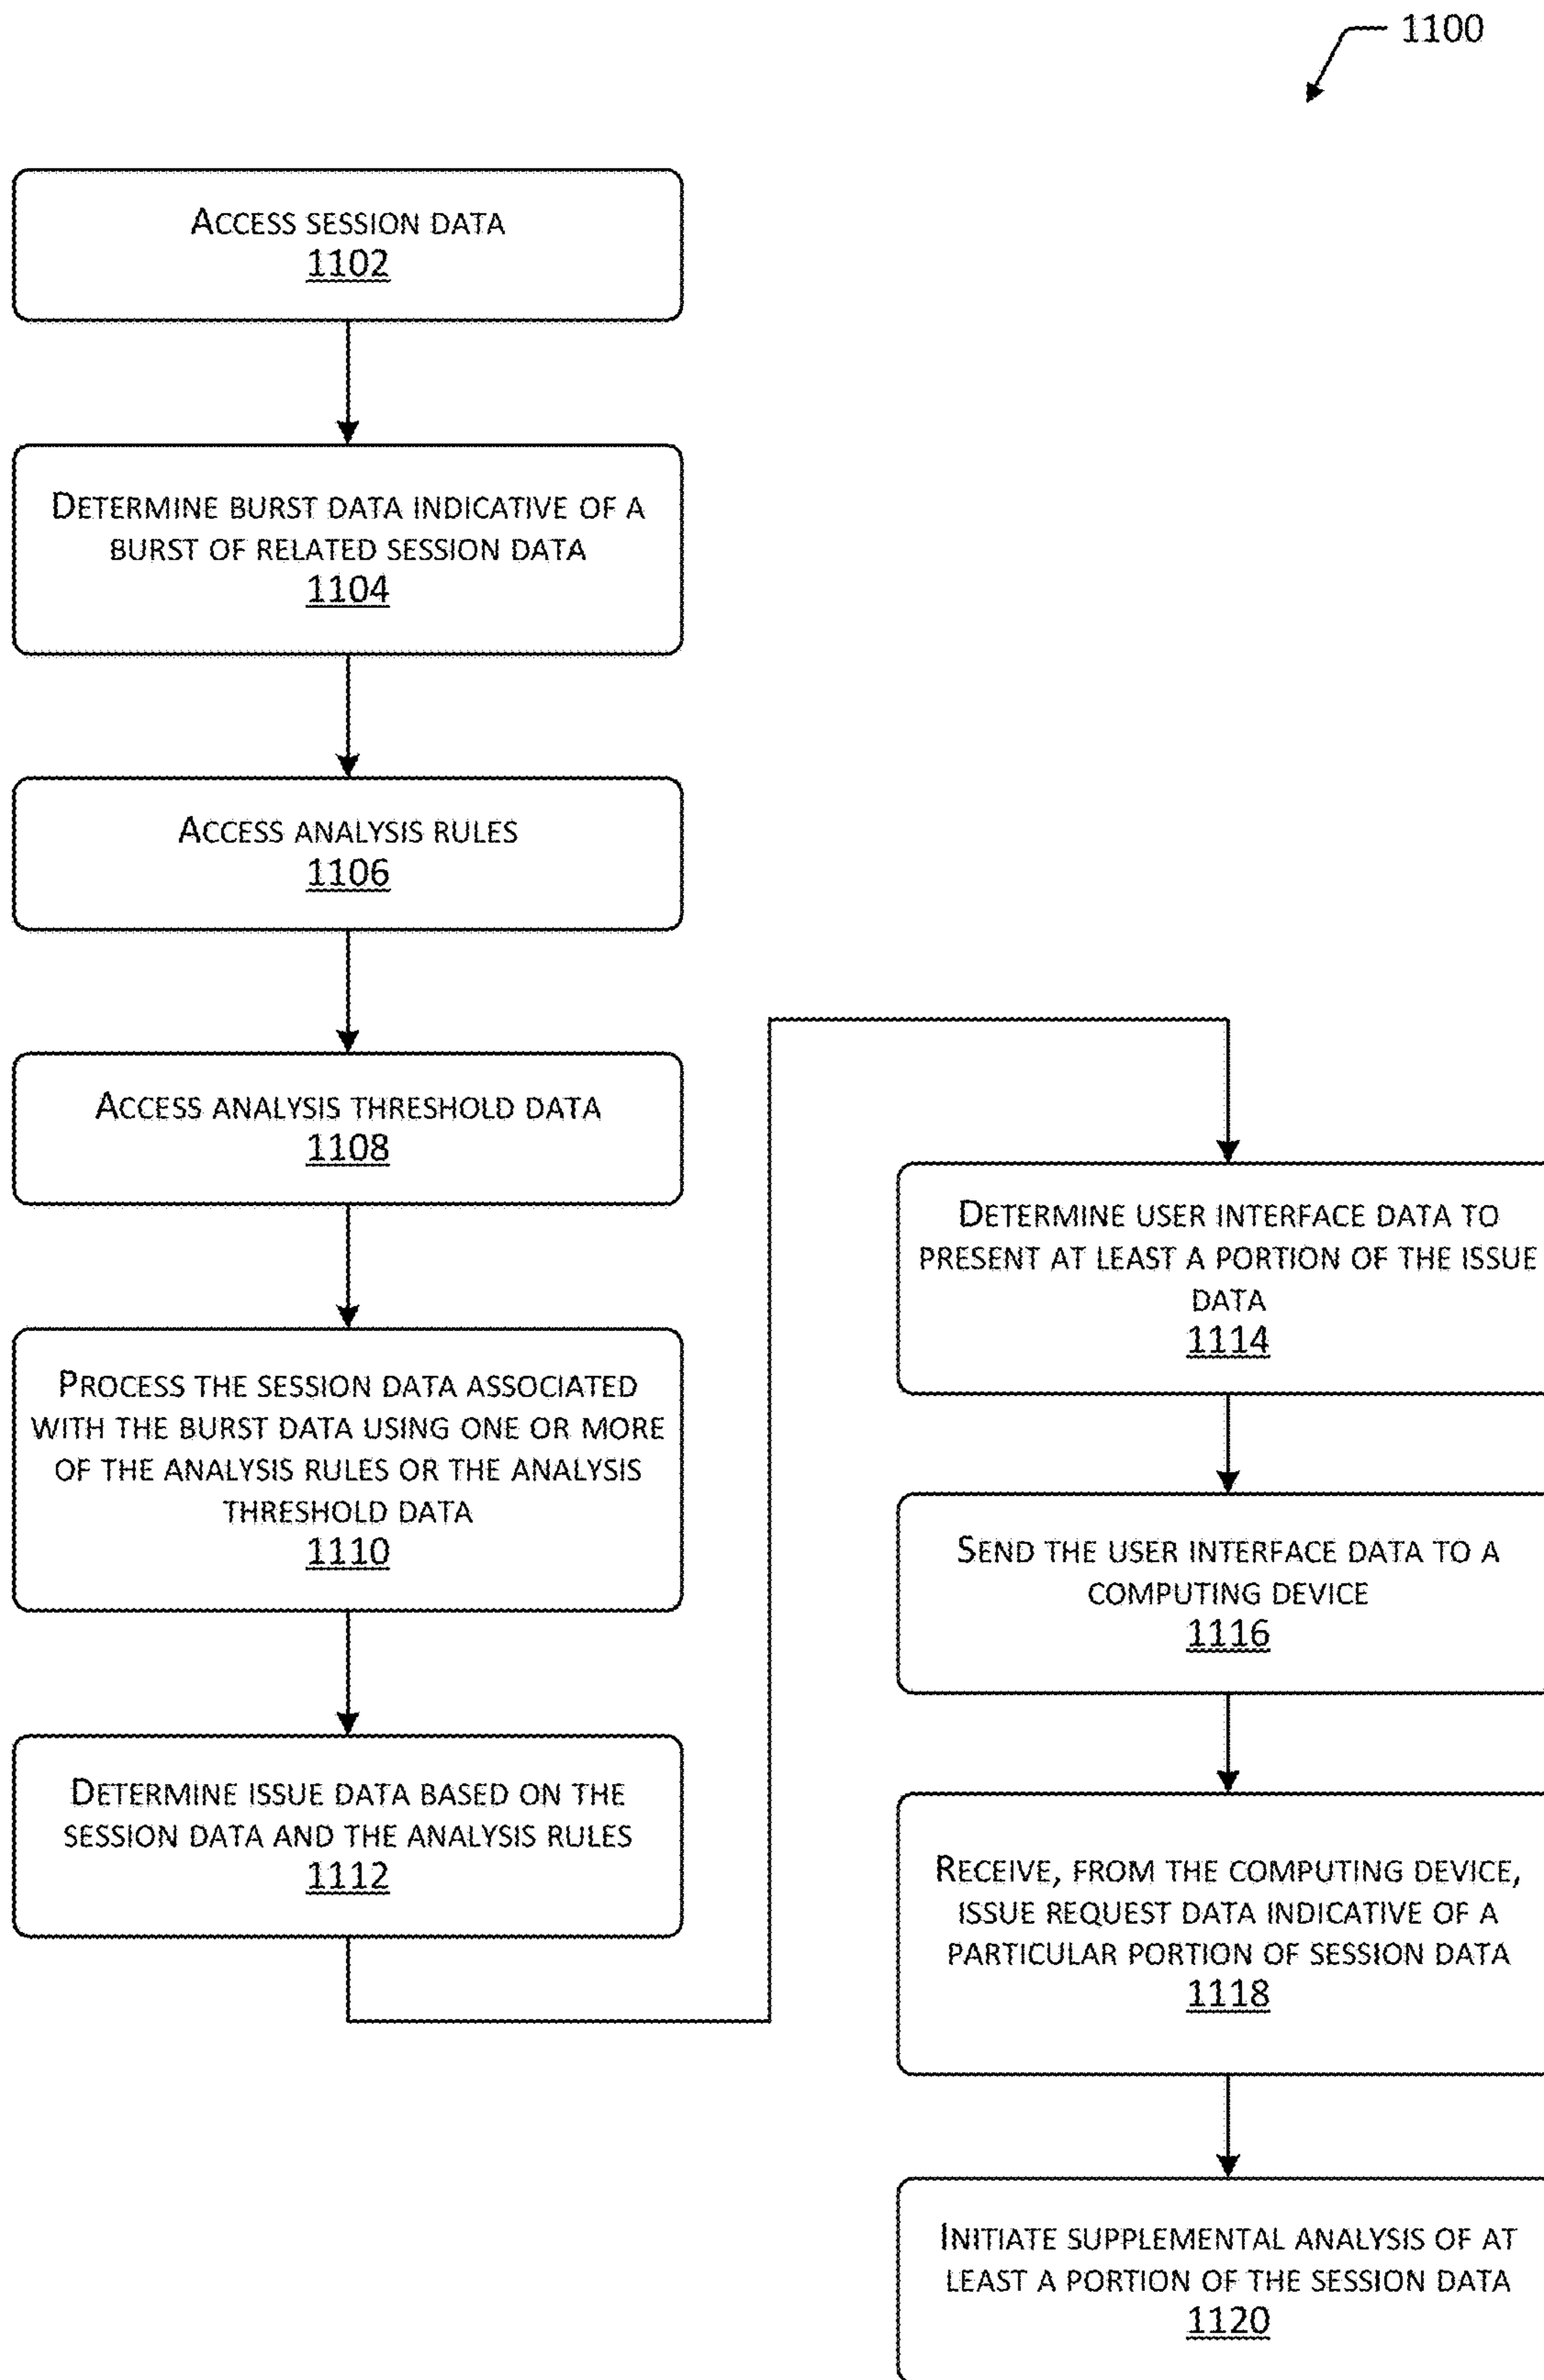 1100
ACCESS SESSION DATA
1102
DETERMINE BURST DATA INDICATIVE OF A
BURST OF RELATED SESSION DATA
1104
ACCESS ANALYSIS RULES
1106
ACCESS ANALYSIS THRESHOLD DATA
1108
PROCESS THE SESSION DATA ASSOCIATED
WITH THE BURST DATA USING ONE OR MORE
OF THE ANALYSIS RULES OR THE ANALYSIS
THRESHOLD DATA
1110
DETERMINE ISSUE DATA BASED ON THE
SESSION DATA AND THE ANALYSIS RULES
1112
DETERMINE USER INTERFACE DATA TO
PRESENT AT LEAST A PORTION OF THE ISSUE
DATA
1114
SEND THE USER INTERFACE DATA TO A
COMPUTING DEVICE
1116
RECEIVE, FROM THE COMPUTING DEVICE,
ISSUE REQUEST DATA INDICATIVE OF A
PARTICULAR PORTION OF SESSION DATA
1118
INITIATE SUPPLEMENTAL ANALYSIS OF AT
LEAST A PORTION OF THE SESSION DATA
1120